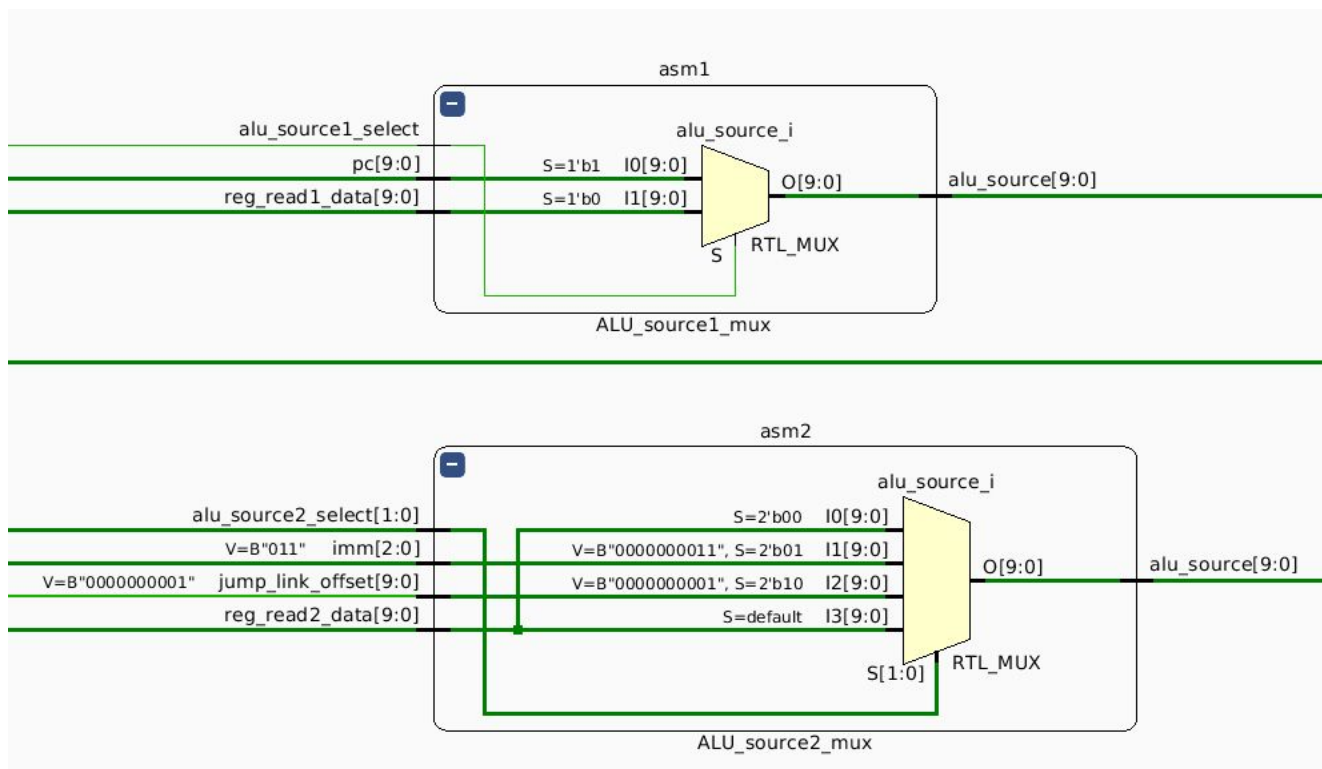 asm1
−
alu_source1_select
alu_source_i
pc[9:0] S=1'b1 I0[9:0]
O[9:0] alu_source[9:0]
reg_read1_data[9:0] S=1'b0 I1[9:0]
S RTL_MUX
ALU_source1_mux
asm2
−
alu_source_i
alu_source2_select[1:0] S=2'b00 I0[9:0]
V=B"011" imm[2:0] V=B"0000000011", S=2'b01 I1[9:0]
O[9:0] alu_source[9:0]
V=B"0000000001" jump_link_offset[9:0] V=B"0000000001", S=2'b10 I2[9:0]
reg_read2_data[9:0] S=default I3[9:0]
S[1:0] RTL_MUX
ALU_source2_mux